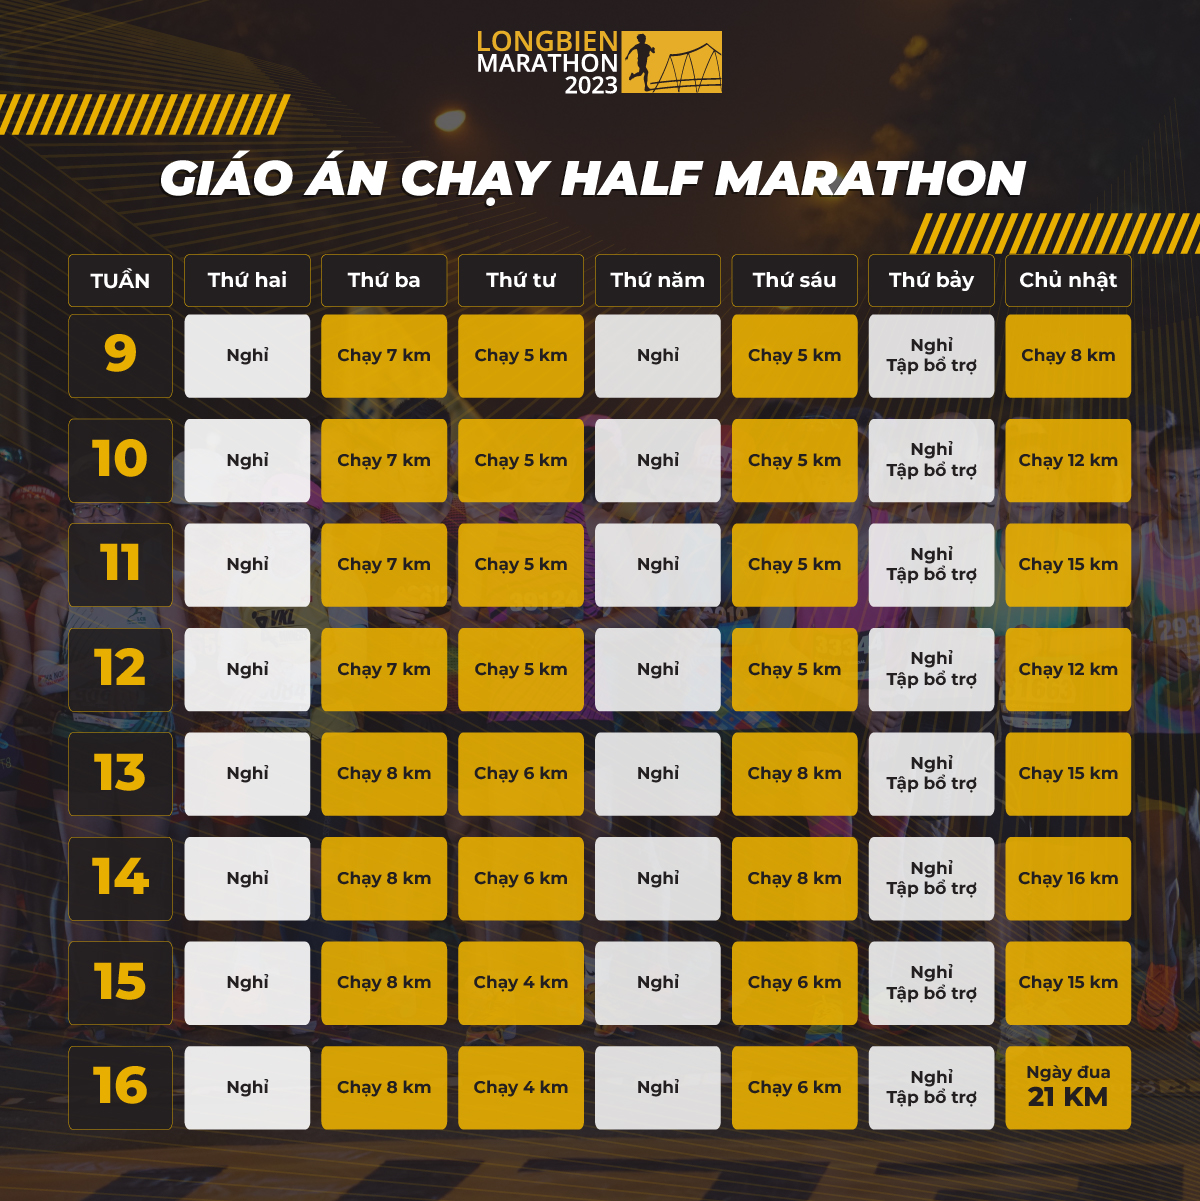 LONGBIEN
MARATHON
2023
GIÁO ÁN CHẠY HALF MARATHON
TUẦN Thứ hai Thứ ba Thứ tư Thứ năm Thứ sáu Thứ bảy Chủ nhật
9 Nghỉ Chạy 7 km Chạy 5 km Nghỉ Chạy 5 km Nghỉ Tập bổ trợ Chạy 8 km
10 Nghỉ Chạy 7 km Chạy 5 km Nghỉ Chạy 5 km Nghỉ Tập bổ trợ Chạy 12 km
11 Nghỉ Chạy 7 km Chạy 5 km Nghỉ Chạy 5 km Nghỉ Tập bổ trợ Chạy 15 km
12 Nghỉ Chạy 7 km Chạy 5 km Nghỉ Chạy 5 km Nghỉ Tập bổ trợ Chạy 12 km
13 Nghỉ Chạy 8 km Chạy 6 km Nghỉ Chạy 8 km Nghỉ Tập bổ trợ Chạy 15 km
14 Nghỉ Chạy 8 km Chạy 6 km Nghỉ Chạy 8 km Nghỉ Tập bổ trợ Chạy 16 km
15 Nghỉ Chạy 8 km Chạy 4 km Nghỉ Chạy 6 km Nghỉ Tập bổ trợ Chạy 15 km
16 Nghỉ Chạy 8 km Chạy 4 km Nghỉ Chạy 6 km Nghỉ Tập bổ trợ Ngày đua 21 KM